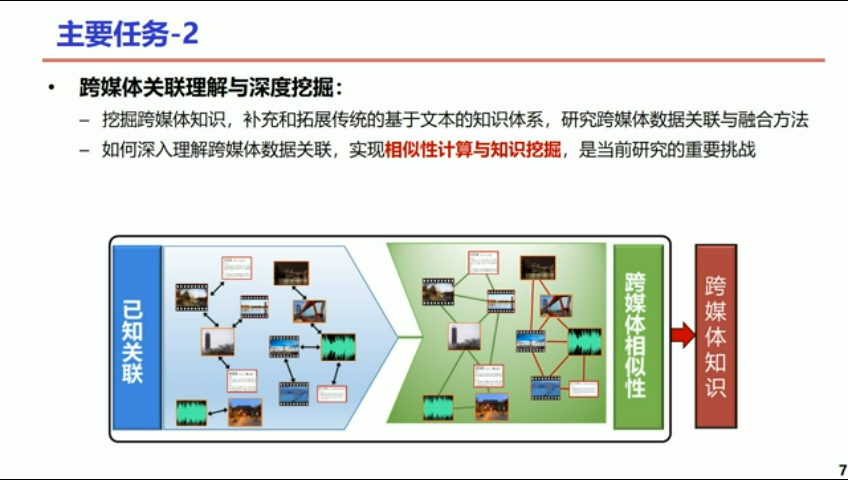 主要任务-2
• 跨媒体关联理解与深度挖掘：
– 挖掘跨媒体知识，补充和拓展传统的基于文本的知识体系，研究跨媒体数据关联与融合方法
– 如何深入理解跨媒体数据关联，实现相似性计算与知识挖掘，是当前研究的重要挑战
已知关联
跨媒体相似性
跨媒体知识
7